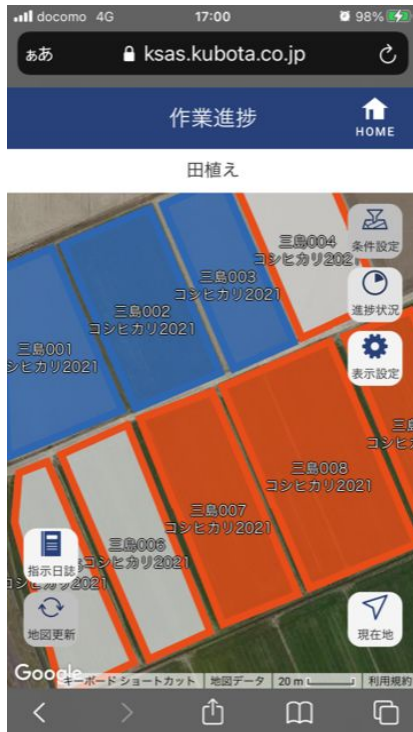 docomo 4G 17:00 98%
ぁあ ksas.kubota.co.jp
作業進捗
HOME
田植え
三島004
コシヒカリ2021
条件設定
三島003
コシヒカリ2021
進捗状況
三島002
コシヒカリ2021
三島001
コシヒカリ2021
表示設定
三島008
コシヒカリ2021
三島007
コシヒカリ2021
三島006
コシヒカリ2021
指示日誌
地図更新
現在地
Google
キーボード ショートカット 地図データ 20 m 利用規約